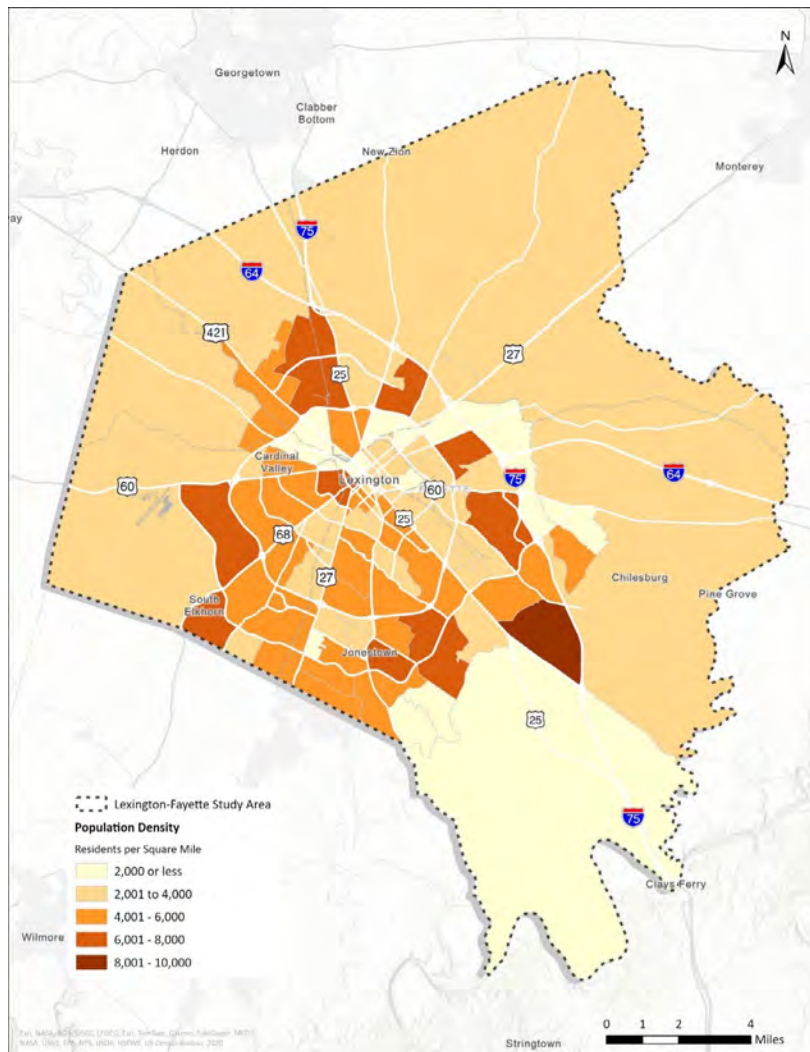 N
Georgetown
Clabber
Bottom
Herdon
New Zion
Monterey
way
75
64
421
27
25
Cardinal
Valley
Lexington
60
60
75
64
68
25
27
Chilesburg
Pine Grove
South
Elkhorn
Jonestown
25
75
Clays Ferry
Lexington-Fayette Study Area
Population Density
Residents per Square Mile
2,000 or less
2,001 to 4,000
4,001 - 6,000
6,001 - 8,000
8,001 - 10,000
Wilmore
0 1 2 4
Miles
Stringtown